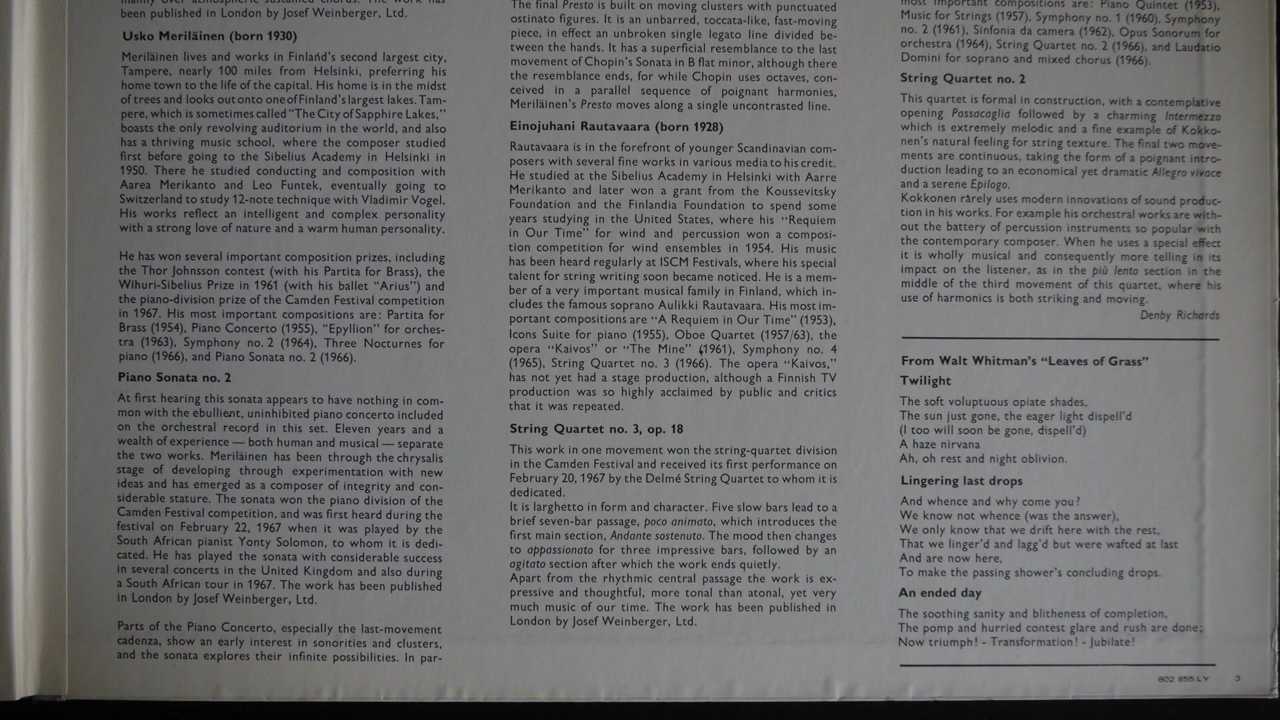 mainly over atmospheric sustained chords. The work has
been published in London by Josef Weinberger, Ltd.
Usko Meriläinen (born 1930)
Meriläinen lives and works in Finland's second largest city,
Tampere, nearly 100 miles from Helsinki, preferring his
home town to the life of the capital. His home is in the midst
of trees and looks out onto one of Finland's largest lakes. Tam-
pere, which is sometimes called "The City of Sapphire Lakes,"
boasts the only revolving auditorium in the world, and also
has a thriving music school, where the composer studied
first before going to the Sibelius Academy in Helsinki in
1950. There he studied conducting and composition with
Aarea Merikanto and Leo Funtek, eventually going to
Switzerland to study 12-note technique with Vladimir Vogel.
His works reflect an intelligent and complex personality
with a strong love of nature and a warm human personality.
He has won several important composition prizes, including
the Thor Johnsson contest (with his Partita for Brass), the
Wihuri-Sibelius Prize in 1961 (with his ballet "Arius") and
the piano-division prize of the Camden Festival competition
in 1967. His most important compositions are: Partita for
Brass (1954), Piano Concerto (1955), "Epyllion" for orches-
tra (1963), Symphony no. 2 (1964), Three Nocturnes for
piano (1966), and Piano Sonata no. 2 (1966).
Piano Sonata no. 2
At first hearing this sonata appears to have nothing in com-
mon with the ebullient, uninhibited piano concerto included
on the orchestral record in this set. Eleven years and a
wealth of experience — both human and musical — separate
the two works. Meriläinen has been through the chrysalis
stage of developing through experimentation with new
ideas and has emerged as a composer of integrity and con-
siderable stature. The sonata won the piano division of the
Camden Festival competition, and was first heard during the
festival on February 22, 1967 when it was played by the
South African pianist Yonty Solomon, to whom it is dedi-
cated. He has played the sonata with considerable success
in several concerts in the United Kingdom and also during
a South African tour in 1967. The work has been published
in London by Josef Weinberger, Ltd.
Parts of the Piano Concerto, especially the last-movement
cadenza, show an early interest in sonorities and clusters,
and the sonata explores their infinite possibilities. In par-
The final Presto is built on moving clusters with punctuated
ostinato figures. It is an unbarred, toccata-like, fast-moving
piece, in effect an unbroken single legato line divided be-
tween the hands. It has a superficial resemblance to the last
movement of Chopin's Sonata in B flat minor, although there
the resemblance ends, for while Chopin uses octaves, con-
ceived in a parallel sequence of poignant harmonies,
Meriläinen's Presto moves along a single uncontrasted line.
Einojuhani Rautavaara (born 1928)
Rautavaara is in the forefront of younger Scandinavian com-
posers with several fine works in various media to his credit.
He studied at the Sibelius Academy in Helsinki with Aarre
Merikanto and later won a grant from the Koussevitsky
Foundation and the Finlandia Foundation to spend some
years studying in the United States, where his "Requiem
in Our Time" for wind and percussion won a composi-
tion competition for wind ensembles in 1954. His music
has been heard regularly at ISCM Festivals, where his special
talent for string writing soon became noticed. He is a mem-
ber of a very important musical family in Finland, which in-
cludes the famous soprano Aulikki Rautavaara. His most im-
portant compositions are "A Requiem in Our Time" (1953),
Icons Suite for piano (1955), Oboe Quartet (1957/63), the
opera "Kaivos" or "The Mine" (1961), Symphony no. 4
(1965), String Quartet no. 3 (1966). The opera "Kaivos,"
has not yet had a stage production, although a Finnish TV
production was so highly acclaimed by public and critics
that it was repeated.
String Quartet no. 3, op. 18
This work in one movement won the string-quartet division
in the Camden Festival and received its first performance on
February 20, 1967 by the Delmé String Quartet to whom it is
dedicated.
It is larghetto in form and character. Five slow bars lead to a
brief seven-bar passage, poco animato, which introduces the
first main section, Andante sostenuto. The mood then changes
to appassionato for three impressive bars, followed by an
agitato section after which the work ends quietly.
Apart from the rhythmic central passage the work is ex-
pressive and thoughtful, more tonal than atonal, yet very
much music of our time. The work has been published in
London by Josef Weinberger, Ltd.
most important compositions are: Piano Quintet (1953),
Music for Strings (1957), Symphony no. 1 (1960), Symphony
no. 2 (1961), Sinfonia da camera (1962), Opus Sonorum for
orchestra (1964), String Quartet no. 2 (1966), and Laudatio
Domini for soprano and mixed chorus (1966).
String Quartet no. 2
This quartet is formal in construction, with a contemplative
opening Passacaglia followed by a charming Intermezzo
which is extremely melodic and a fine example of Kokko-
nen's natural feeling for string texture. The final two move-
ments are continuous, taking the form of a poignant intro-
duction leading to an economical yet dramatic Allegro vivace
and a serene Epilogo.
Kokkonen rarely uses modern innovations of sound produc-
tion in his works. For example his orchestral works are with-
out the battery of percussion instruments so popular with
the contemporary composer. When he uses a special effect
it is wholly musical and consequently more telling in its
impact on the listener, as in the più lento section in the
middle of the third movement of this quartet, where his
use of harmonics is both striking and moving.
Denby Richards
From Walt Whitman's "Leaves of Grass"
Twilight
The soft voluptuous opiate shades,
The sun just gone, the eager light dispell'd
(I too will soon be gone, dispell'd)
A haze nirvana
Ah, oh rest and night oblivion.
Lingering last drops
And whence and why come you?
We know not whence (was the answer),
We only know that we drift here with the rest,
That we linger'd and lagg'd but were wafted at last
And are now here,
To make the passing shower's concluding drops.
An ended day
The soothing sanity and blitheness of completion,
The pomp and hurried contest glare and rush are done;
Now triumph! - Transformation! - Jubilate!
802 855 LY 3